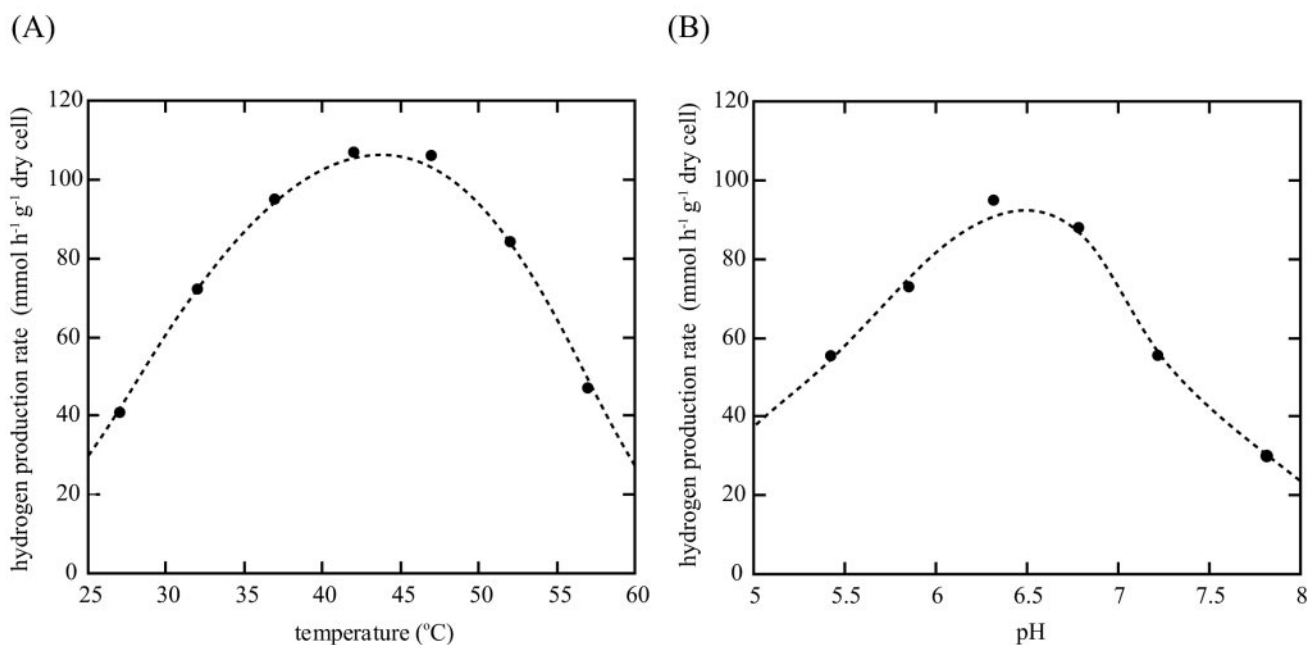 (A)
hydrogen production rate (mmol h⁻¹ g⁻¹ dry cell)
120
100
80
60
40
20
0
25 30 35 40 45 50 55 60
temperature (°C)
(B)
hydrogen production rate (mmol h⁻¹ g⁻¹ dry cell)
120
100
80
60
40
20
0
5 5.5 6 6.5 7 7.5 8
pH